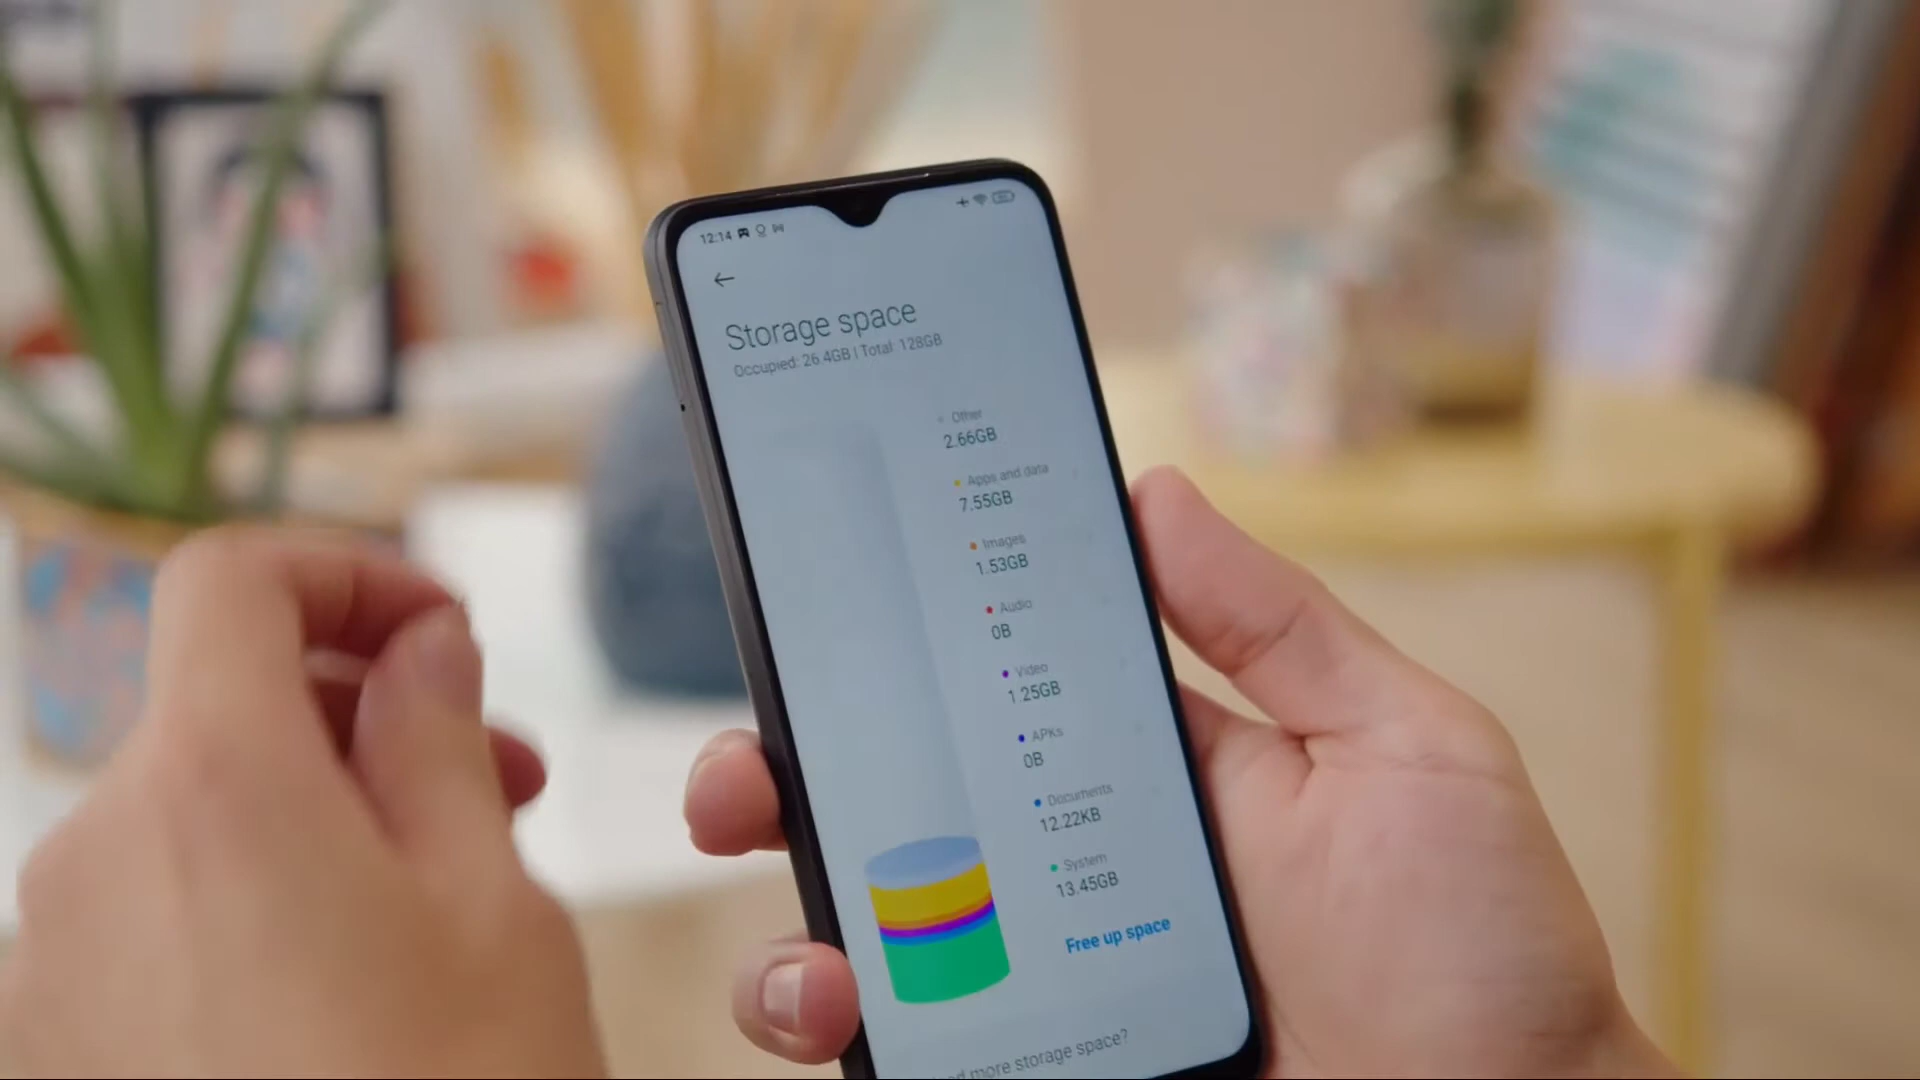 12:14
Storage space
Occupied: 26.4GB | Total: 128GB
Other
2.66GB
Apps and data
7.55GB
Images
1.53GB
Audio
0B
Video
1.25GB
APKs
0B
Documents
12.22KB
System
13.45GB
Free up space
more storage space?